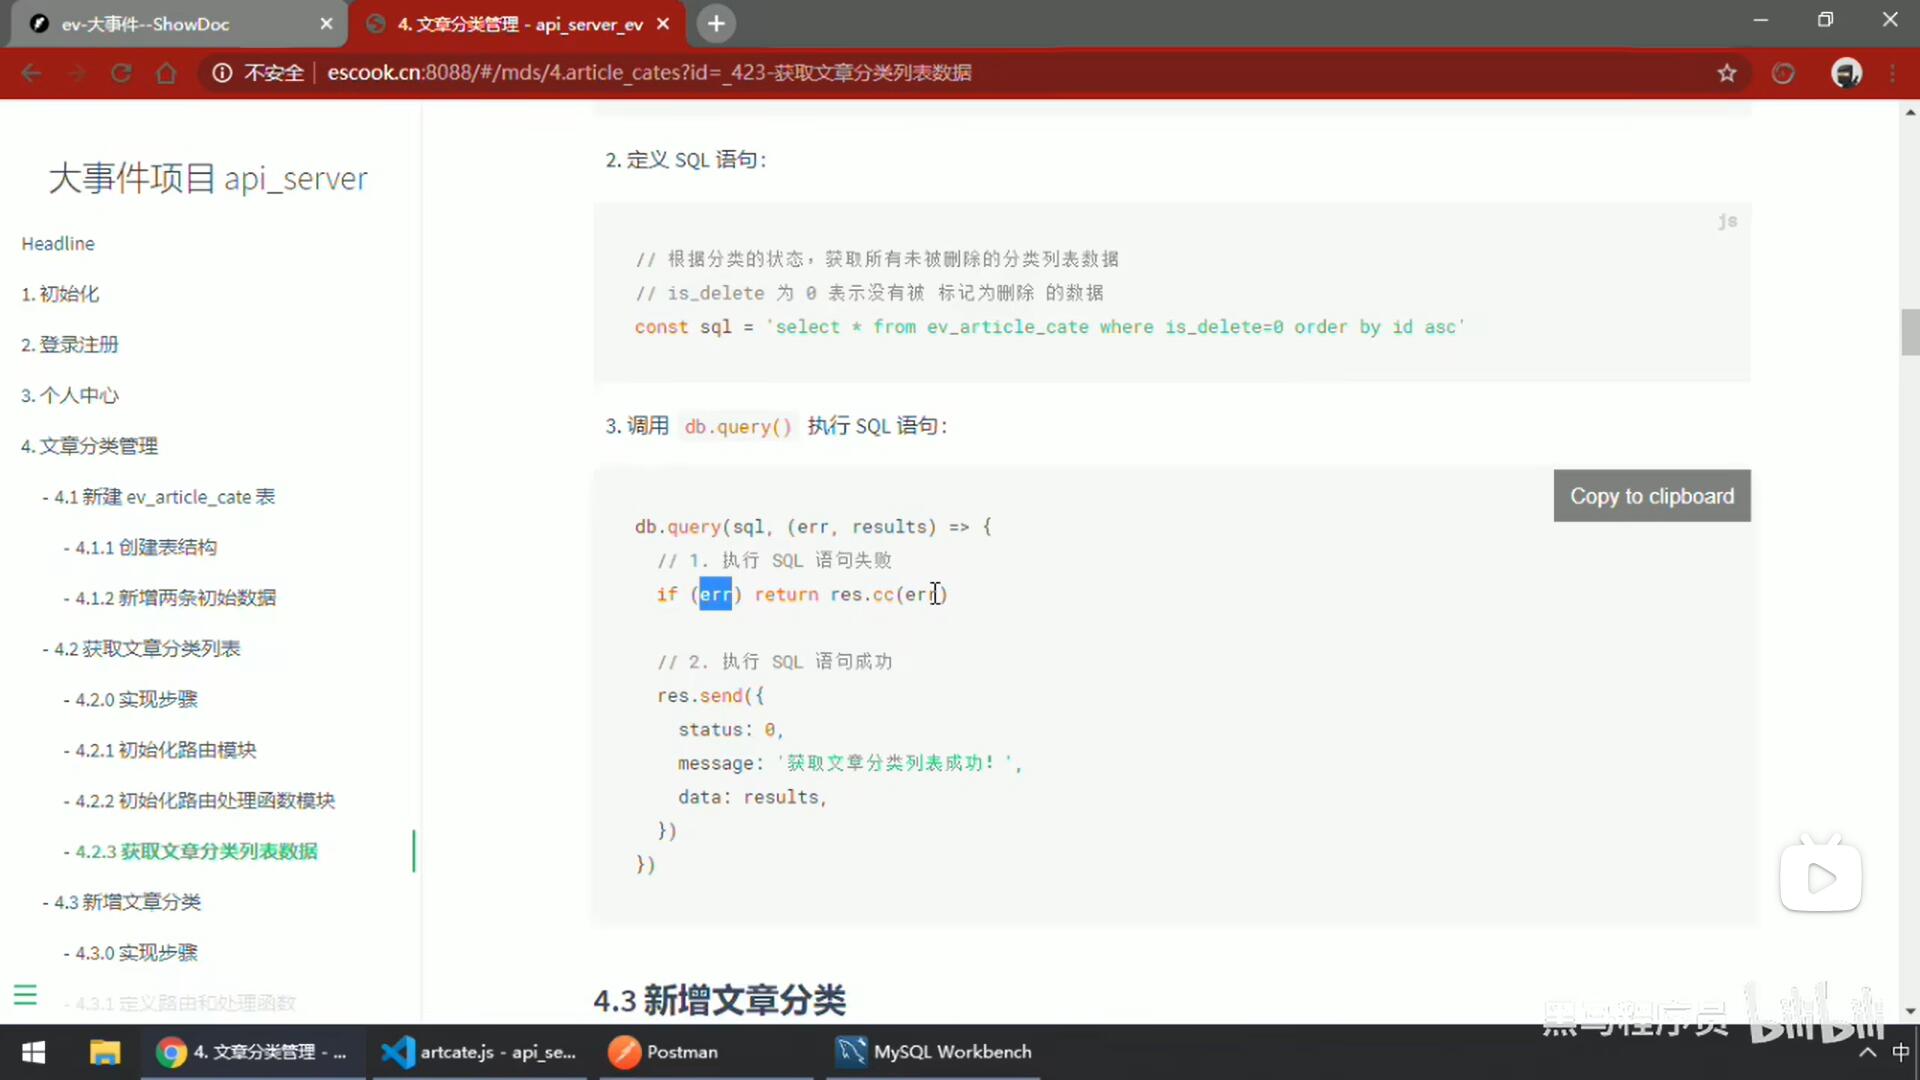 ev-大事件--ShowDoc
4. 文章分类管理 - api_server_ev
不安全
escook.cn:8088/#/mds/4.article_cates?id=_423-获取文章分类列表数据
大事件项目 api_server
Headline
1. 初始化
2. 登录注册
3. 个人中心
4. 文章分类管理
- 4.1 新建 ev_article_cate 表
- 4.1.1 创建表结构
- 4.1.2 新增两条初始数据
- 4.2 获取文章分类列表
- 4.2.0 实现步骤
- 4.2.1 初始化路由模块
- 4.2.2 初始化路由处理函数模块
- 4.2.3 获取文章分类列表数据
- 4.3 新增文章分类
- 4.3.0 实现步骤
- 4.3.1 定义路由和处理函数
2. 定义 SQL 语句：
js
// 根据分类的状态，获取所有未被删除的分类列表数据
// is_delete 为 0 表示没有被 标记为删除 的数据
const sql = 'select * from ev_article_cate where is_delete=0 order by id asc'
3. 调用 db.query() 执行 SQL 语句：
Copy to clipboard
db.query(sql, (err, results) => {
// 1. 执行 SQL 语句失败
if (err) return res.cc(err)
// 2. 执行 SQL 语句成功
res.send({
status: 0,
message: '获取文章分类列表成功！',
data: results,
})
})
4.3 新增文章分类
黑马程序员 bilibili
4. 文章分类管理 - ...
artcate.js - api_se...
Postman
MySQL Workbench
中